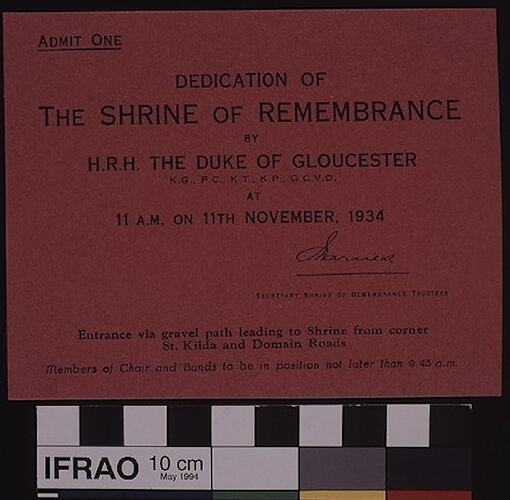 ADMIT ONE
DEDICATION OF
THE SHRINE OF REMEMBRANCE
BY
H.R.H. THE DUKE OF GLOUCESTER
K.G., P.C., K.T., K.P., G.C.V.O.
AT
11 A.M. ON 11TH NOVEMBER, 1934
SECRETARY SHRINE OF REMEMBRANCE TRUSTEES
Entrance via gravel path leading to Shrine from corner
St. Kilda and Domain Roads
Members of Choir and Bands to be in position not later than 9.45 a.m.
IFRAO 10 cm
May 1994